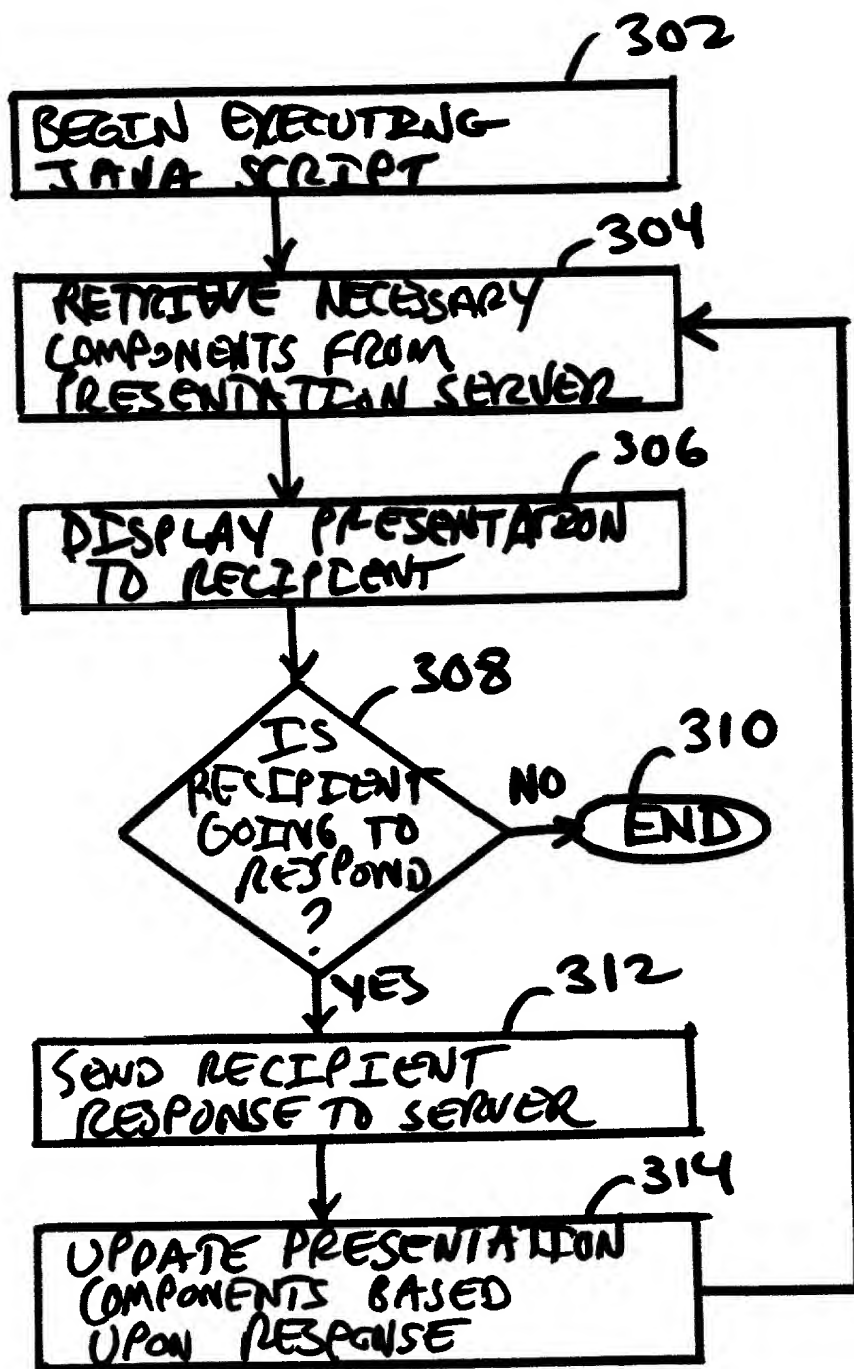 302
BEGIN EXECUTING
JAVA SCRIPT
304
RETRIEVE NECESSARY
COMPONENTS FROM
PRESENTATION SERVER
306
DISPLAY PRESENTATION
TO RECIPIENT
308
IS
RECIPIENT
GOING TO
RESPOND
?
NO
310
END
YES
312
SEND RECIPIENT
RESPONSE TO SERVER
314
UPDATE PRESENTATION
COMPONENTS BASED
UPON RESPONSE